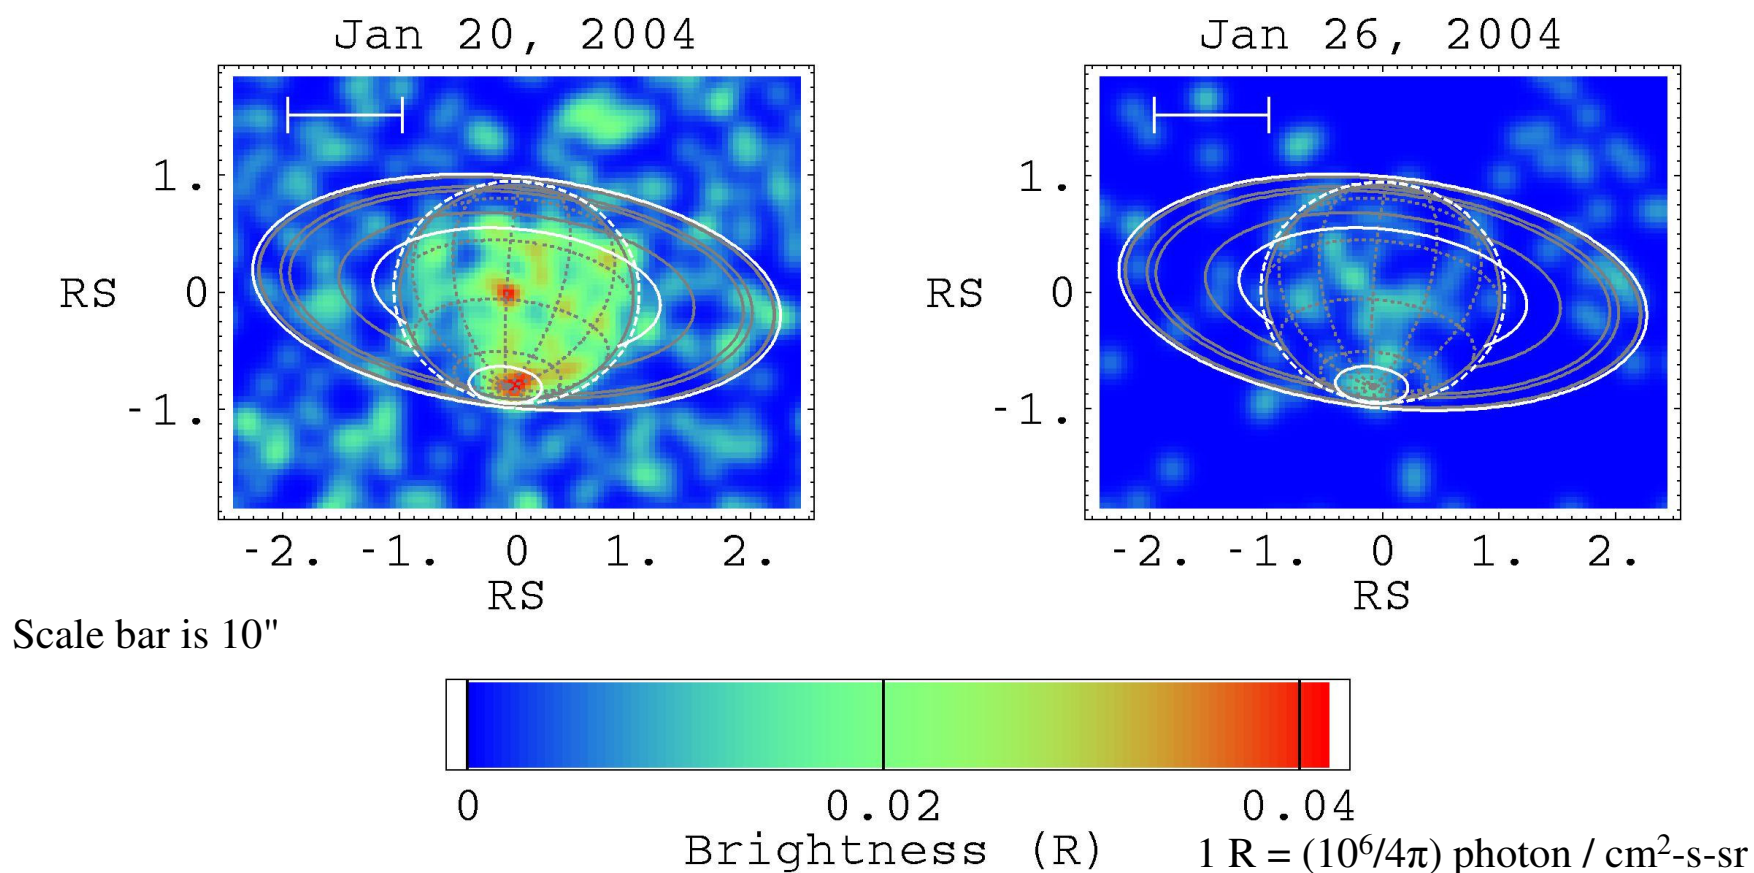 Jan 20, 2004
Jan 26, 2004
1.
RS 0
-1.
-2. -1. 0 1. 2.
RS
1.
RS 0
-1.
-2. -1. 0 1. 2.
RS
Scale bar is 10"
0 0.02 0.04
Brightness (R)
1 R = (10⁶/4π) photon / cm²-s-sr